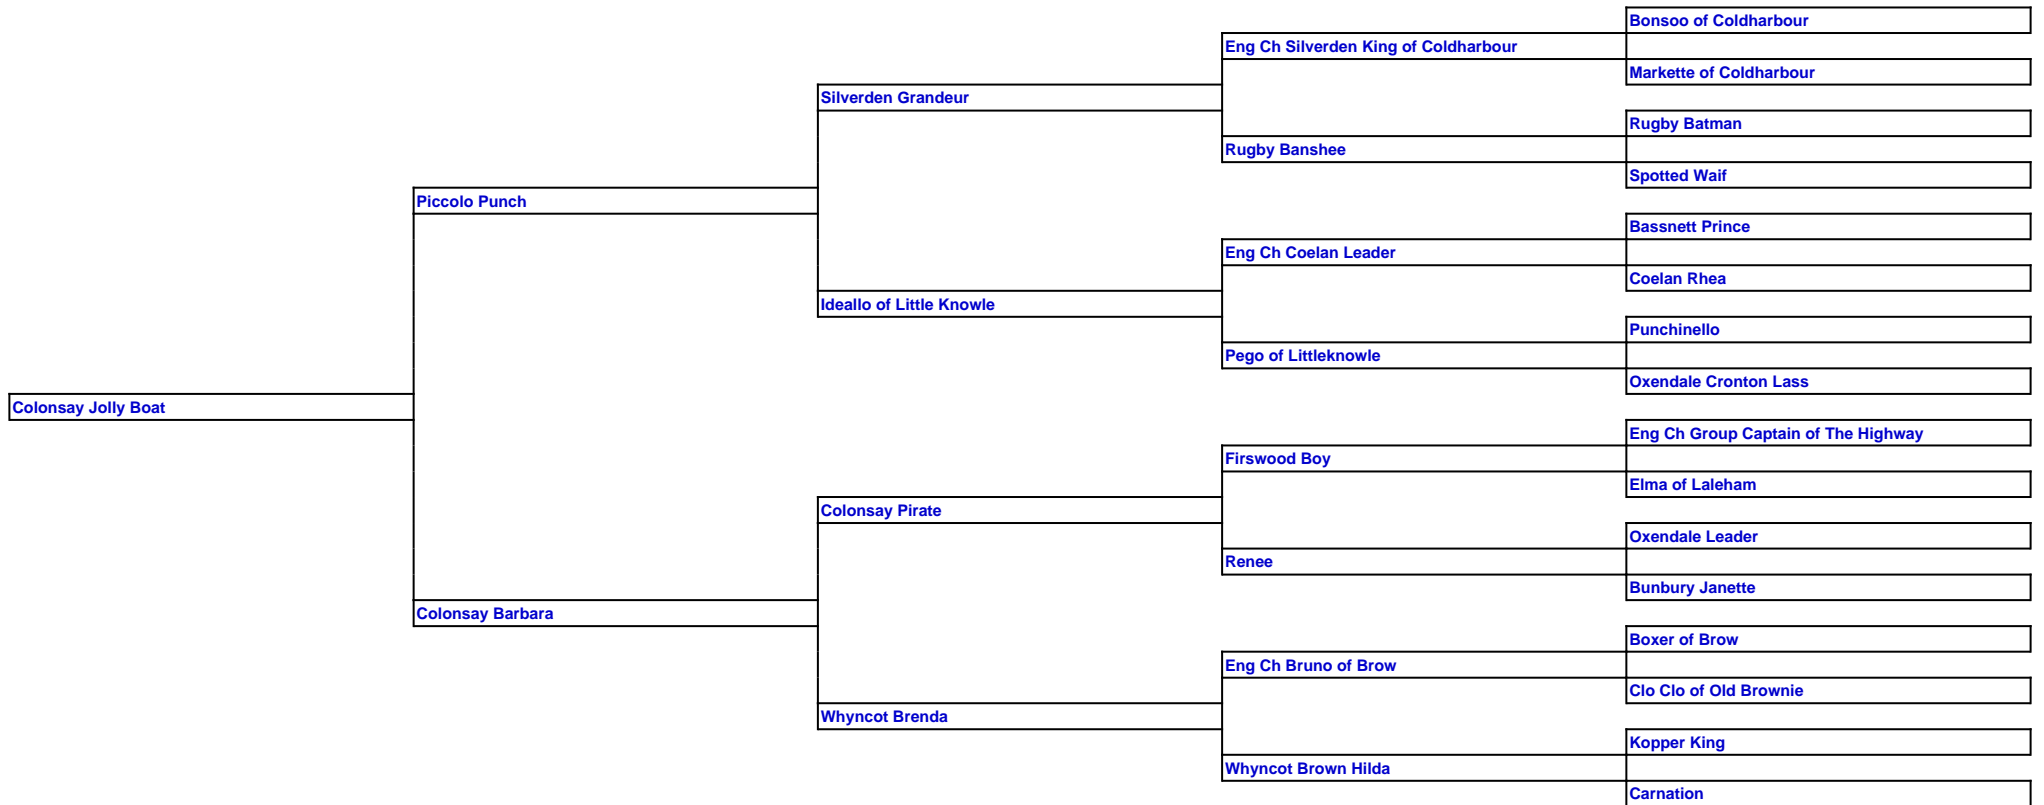 Bonsoo of Coldharbour
Eng Ch Silverden King of Coldharbour
Markette of Coldharbour
Silverden Grandeur
Rugby Batman
Rugby Banshee
Spotted Waif
Piccolo Punch
Bassnett Prince
Eng Ch Coelan Leader
Coelan Rhea
Ideallo of Little Knowle
Punchinello
Pego of Littleknowle
Oxendale Cronton Lass
Colonsay Jolly Boat
Eng Ch Group Captain of The Highway
Firswood Boy
Elma of Laleham
Colonsay Pirate
Oxendale Leader
Renee
Bunbury Janette
Colonsay Barbara
Boxer of Brow
Eng Ch Bruno of Brow
Clo Clo of Old Brownie
Whyncot Brenda
Kopper King
Whyncot Brown Hilda
Carnation